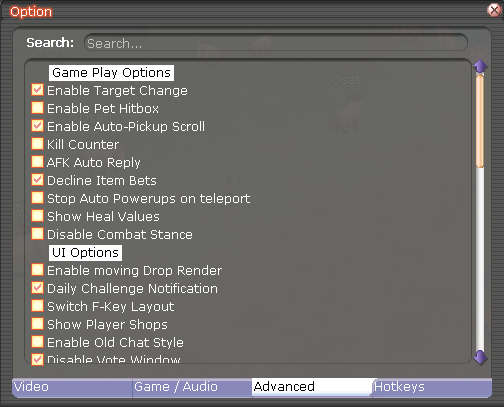 Option
Search: Search...
Game Play Options
Enable Target Change
Enable Pet Hitbox
Enable Auto-Pickup Scroll
Kill Counter
AFK Auto Reply
Decline Item Bets
Stop Auto Powerups on teleport
Show Heal Values
Disable Combat Stance
UI Options
Enable moving Drop Render
Daily Challenge Notification
Switch F-Key Layout
Show Player Shops
Enable Old Chat Style
Disable Vote Window
Video Game / Audio Advanced Hotkeys